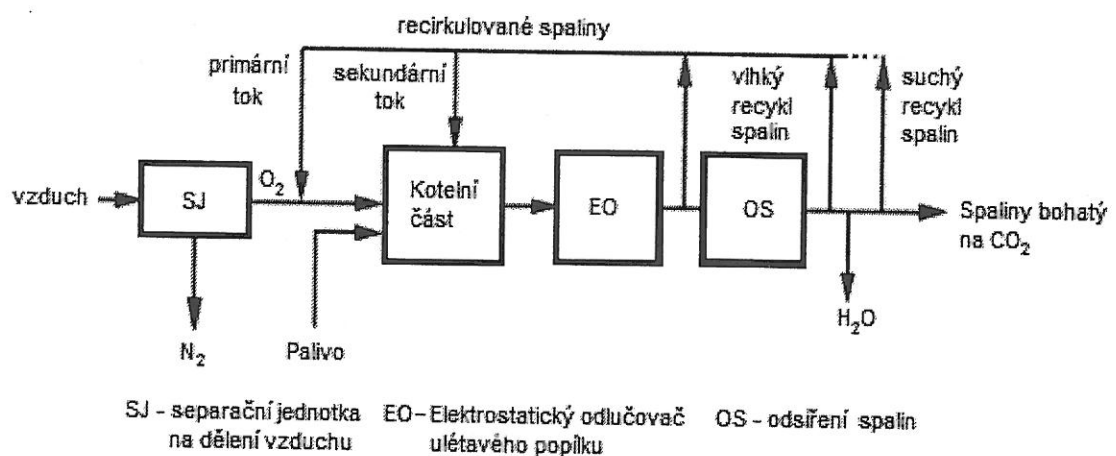 recirkulované spaliny
primární
tok
sekundární
tok
vlhký
recykl
spalin
suchý
recykl
spalin
vzduch
SJ
O₂
Kotelní
část
EO
OS
Spaliny bohatý
na CO₂
N₂
Palivo
H₂O
SJ - separační jednotka
na dělení vzduchu
EO - Elektrostatický odlučovač
ulétavého popílku
OS - odsíření spalin